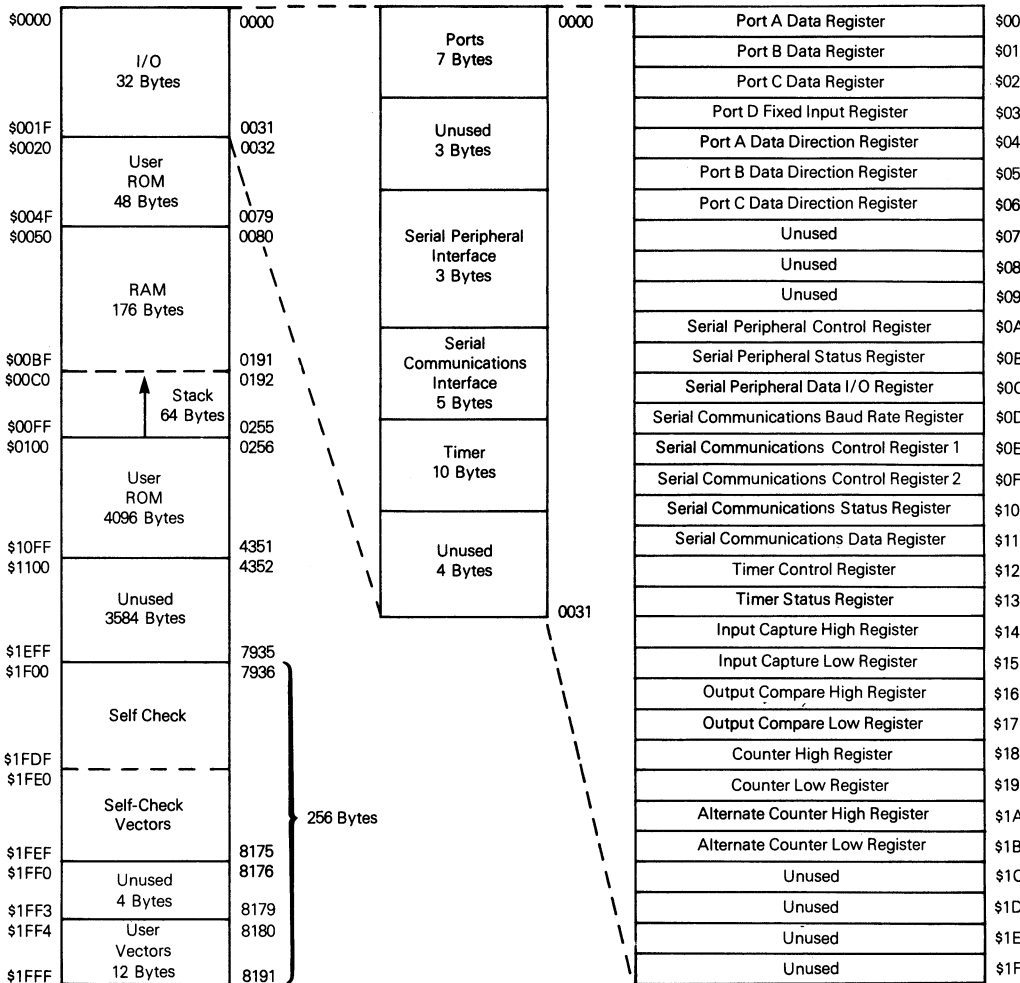 $0000
0000
I/O
32 Bytes
$001F
0031
$0020
0032
User
ROM
48 Bytes
$004F
0079
$0050
0080
RAM
176 Bytes
$00BF
0191
$00C0
0192
Stack
64 Bytes
$00FF
0255
$0100
0256
User
ROM
4096 Bytes
$10FF
4351
$1100
4352
Unused
3584 Bytes
$1EFF
7935
$1F00
7936
Self Check
$1FDF
$1FE0
Self-Check
Vectors
256 Bytes
$1FEF
8175
$1FF0
8176
Unused
4 Bytes
$1FF3
8179
$1FF4
8180
User
Vectors
12 Bytes
$1FFF
8191
0000
Ports
7 Bytes
Unused
3 Bytes
Serial Peripheral
Interface
3 Bytes
Serial
Communications
Interface
5 Bytes
Timer
10 Bytes
Unused
4 Bytes
0031
Port A Data Register $00
Port B Data Register $01
Port C Data Register $02
Port D Fixed Input Register $03
Port A Data Direction Register $04
Port B Data Direction Register $05
Port C Data Direction Register $06
Unused $07
Unused $08
Unused $09
Serial Peripheral Control Register $0A
Serial Peripheral Status Register $0B
Serial Peripheral Data I/O Register $0C
Serial Communications Baud Rate Register $0D
Serial Communications Control Register 1 $0E
Serial Communications Control Register 2 $0F
Serial Communications Status Register $10
Serial Communications Data Register $11
Timer Control Register $12
Timer Status Register $13
Input Capture High Register $14
Input Capture Low Register $15
Output Compare High Register $16
Output Compare Low Register $17
Counter High Register $18
Counter Low Register $19
Alternate Counter High Register $1A
Alternate Counter Low Register $1B
Unused $1C
Unused $1D
Unused $1E
Unused $1F